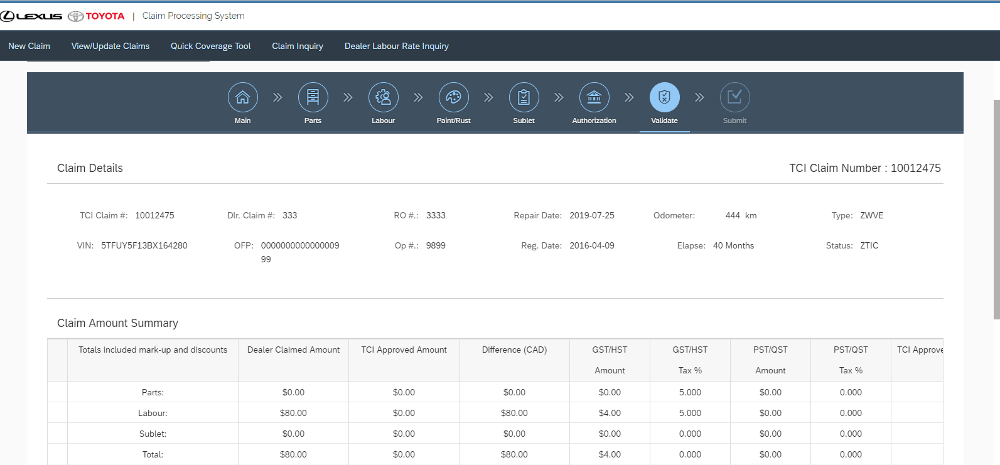 LEXUS TOYOTA | Claim Processing System
New Claim View/Update Claims Quick Coverage Tool Claim Inquiry Dealer Labour Rate Inquiry
Main Parts Labour Paint/Rust Sublet Authorization Validate Submit
Claim Details TCI Claim Number : 10012475
TCI Claim #: 10012475 Dlr. Claim #: 333 RO #.: 3333 Repair Date: 2019-07-25 Odometer: 444 km Type: ZWVE
VIN: 5TFUY5F13BX164280 OFP: 0000000000000009 Op #.: 9899 Reg. Date: 2016-04-09 Elapse: 40 Months Status: ZTIC
99
Claim Amount Summary
Totals included mark-up and discounts Dealer Claimed Amount TCI Approved Amount Difference (CAD) GST/HST GST/HST PST/QST PST/QST TCI Approve
Amount Tax % Amount Tax %
Parts: $0.00 $0.00 $0.00 $0.00 5.000 $0.00 0.000
Labour: $80.00 $0.00 $80.00 $4.00 5.000 $0.00 0.000
Sublet: $0.00 $0.00 $0.00 $0.00 0.000 $0.00 0.000
Total: $80.00 $0.00 $80.00 $4.00 0.000 $0.00 0.000